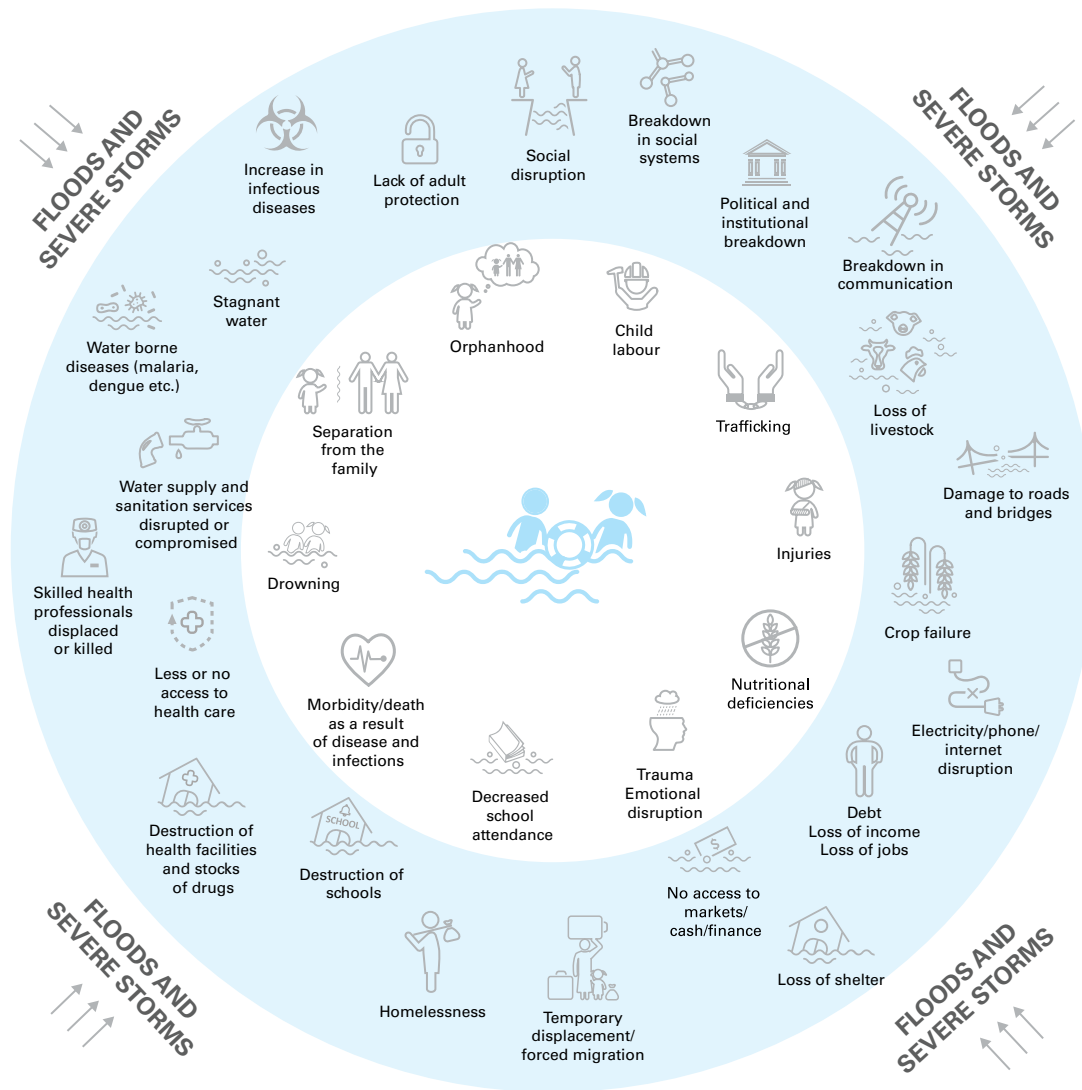 FLOODS AND
SEVERE STORMS
FLOODS AND
SEVERE STORMS
Social
disruption
Breakdown
in social
systems
Increase in
infectious
diseases
Lack of adult
protection
Political and
institutional
breakdown
Breakdown in
communication
Stagnant
water
Water borne
diseases (malaria,
dengue etc.)
Orphanhood
Child
labour
Loss of
livestock
Separation
from the
family
Trafficking
Water supply and
sanitation services
disrupted or
compromised
Damage to roads
and bridges
Drowning
Injuries
Skilled health
professionals
displaced
or killed
Crop failure
Less or no
access to
health care
Morbidity/death
as a result
of disease and
infections
Nutritional
deficiencies
Electricity/phone/
internet
disruption
Decreased
school
attendance
Trauma
Emotional
disruption
Debt
Loss of income
Loss of jobs
Destruction of
health facilities
and stocks
of drugs
SCHOOL
Destruction of
schools
$
No access to
markets/
cash/finance
Loss of shelter
Homelessness
Temporary
displacement/
forced migration
FLOODS AND
SEVERE STORMS
FLOODS AND
SEVERE STORMS